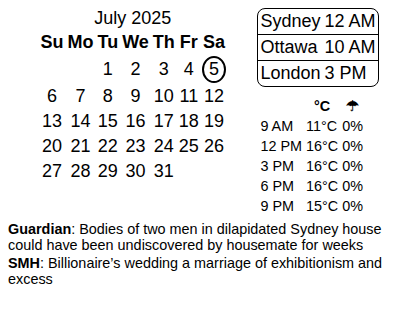 July 2025
Su Mo Tu We Th Fr Sa
1 2 3 4 5
6 7 8 9 10 11 12
13 14 15 16 17 18 19
20 21 22 23 24 25 26
27 28 29 30 31
Sydney 12 AM
Ottawa 10 AM
London 3 PM
°C ☂
9 AM 11°C 0%
12 PM 16°C 0%
3 PM 16°C 0%
6 PM 16°C 0%
9 PM 15°C 0%
Guardian: Bodies of two men in dilapidated Sydney house
could have been undiscovered by housemate for weeks
SMH: Billionaire’s wedding a marriage of exhibitionism and
excess